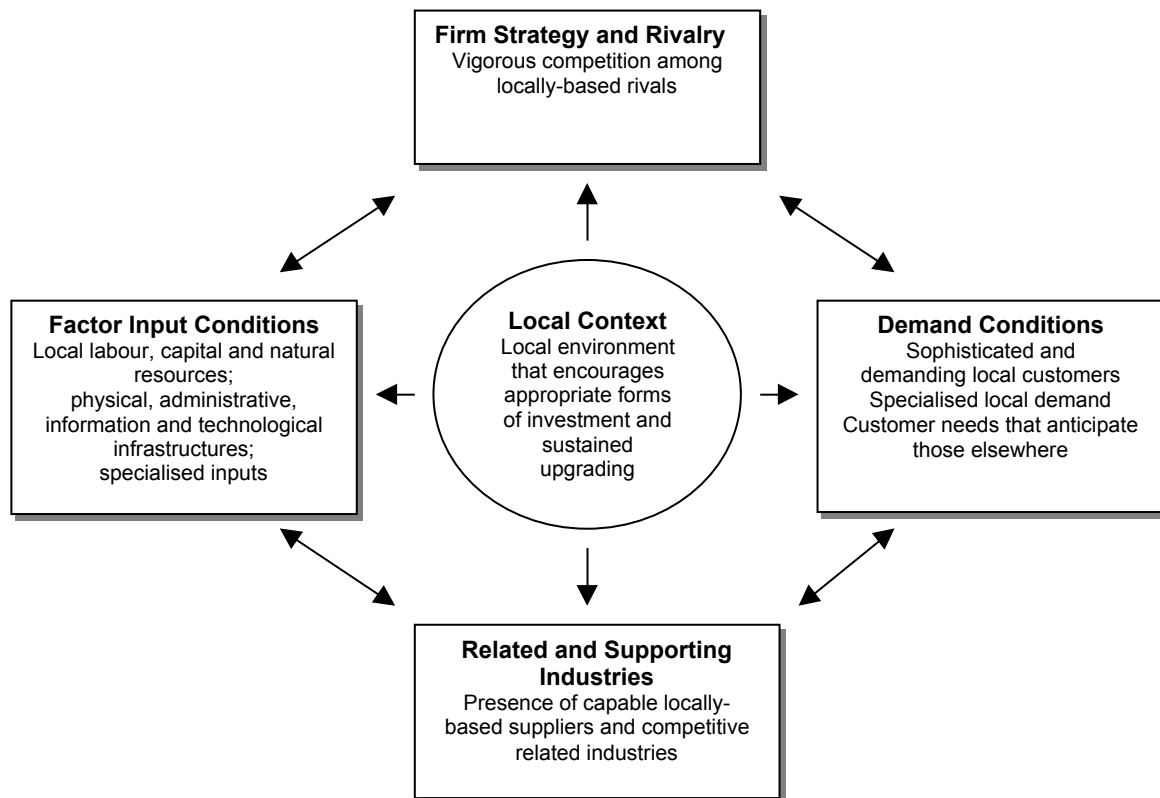 Firm Strategy and Rivalry
Vigorous competition among
locally-based rivals
Factor Input Conditions
Local labour, capital and natural
resources;
physical, administrative,
information and technological
infrastructures;
specialised inputs
Local Context
Local environment
that encourages
appropriate forms
of investment and
sustained
upgrading
Demand Conditions
Sophisticated and
demanding local customers
Specialised local demand
Customer needs that anticipate
those elsewhere
Related and Supporting
Industries
Presence of capable locally-
based suppliers and competitive
related industries